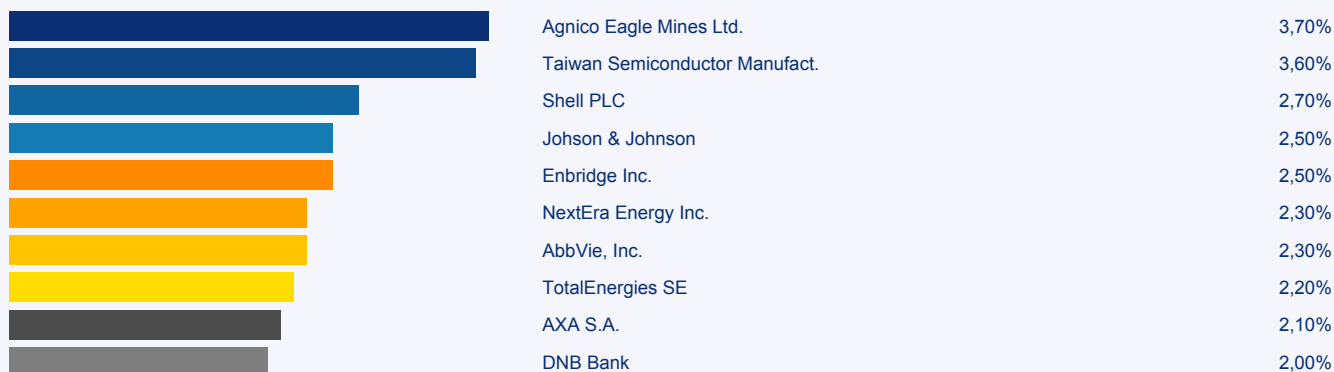 Agnico Eagle Mines Ltd. 3,70%
Taiwan Semiconductor Manufact. 3,60%
Shell PLC 2,70%
Johson & Johnson 2,50%
Enbridge Inc. 2,50%
NextEra Energy Inc. 2,30%
AbbVie, Inc. 2,30%
TotalEnergies SE 2,20%
AXA S.A. 2,10%
DNB Bank 2,00%